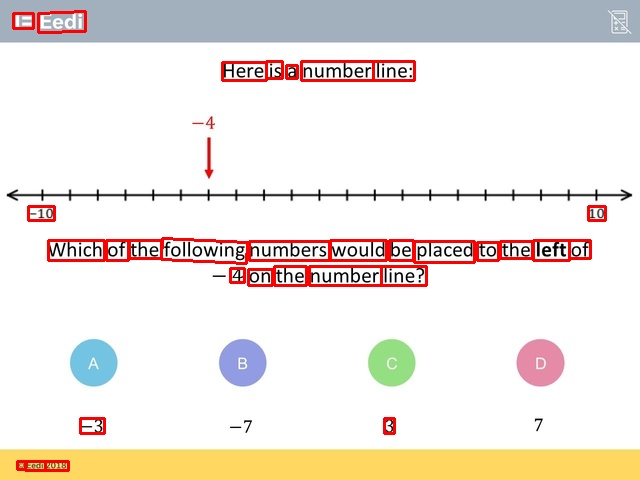 Eedi
Here is a number line:
−4
−10 10
Which of the following numbers would be placed to the left of
− 4 on the number line?
A B C D
−3 −7 3 7
© Eedi 2018